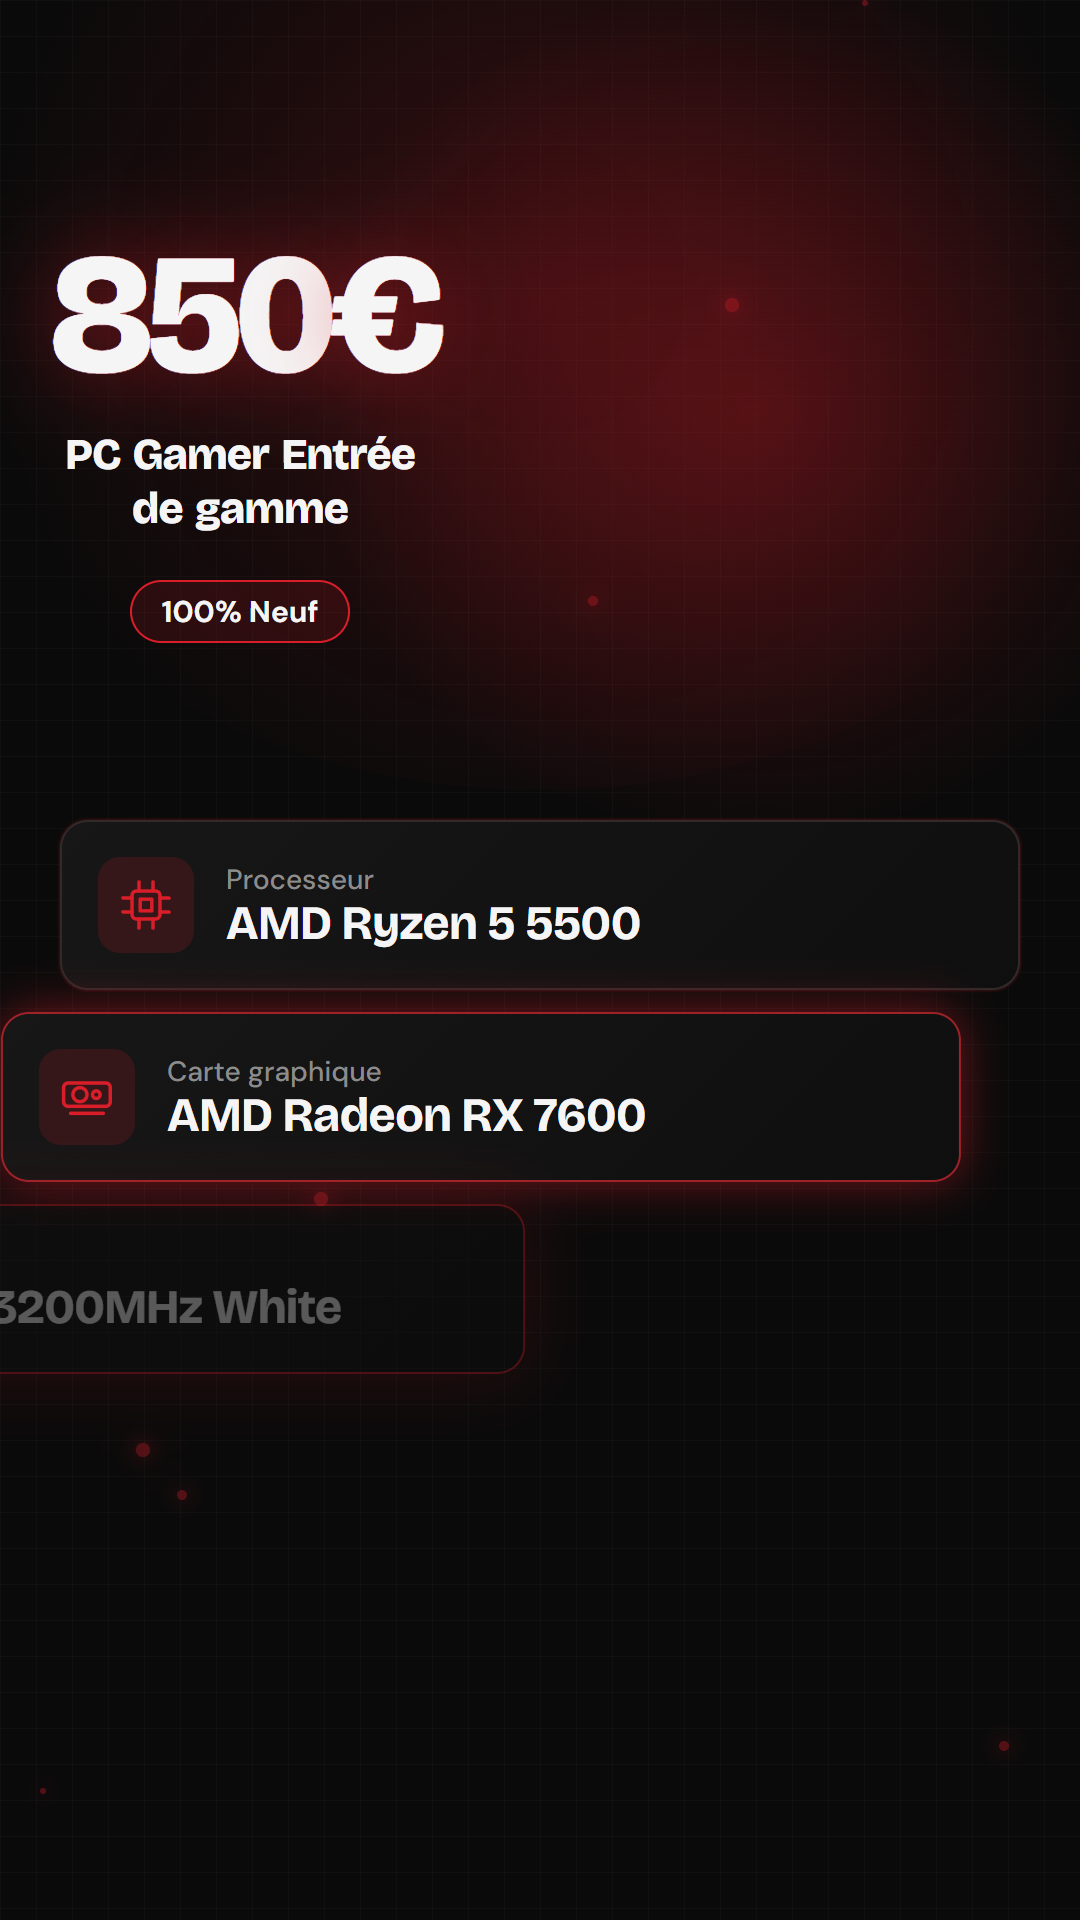 850€
PC Gamer Entrée
de gamme
100% Neuf
Processeur
AMD Ryzen 5 5500
Carte graphique
AMD Radeon RX 7600
3200MHz White